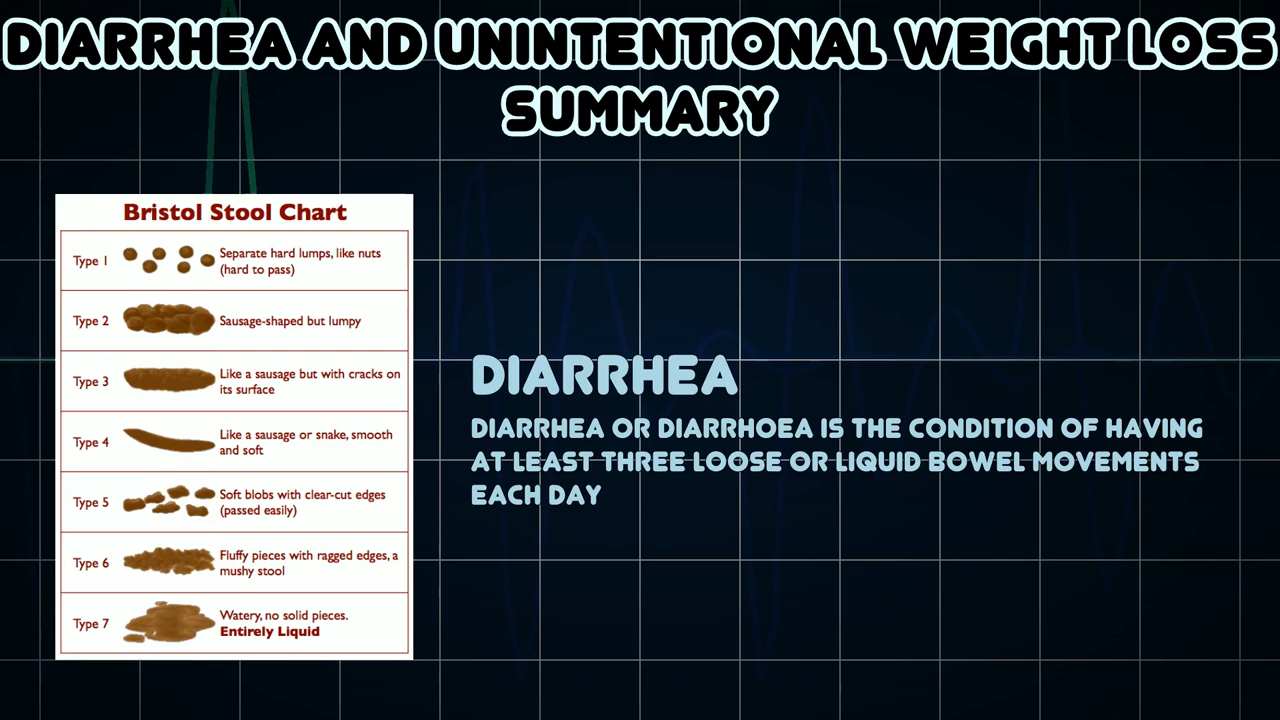 DIARRHEA AND UNINTENTIONAL WEIGHT LOSS
SUMMARY
Bristol Stool Chart
Type 1
Separate hard lumps, like nuts
(hard to pass)
Type 2
Sausage-shaped but lumpy
Type 3
Like a sausage but with cracks on
its surface
Type 4
Like a sausage or snake, smooth
and soft
Type 5
Soft blobs with clear-cut edges
(passed easily)
Type 6
Fluffy pieces with ragged edges, a
mushy stool
Type 7
Watery, no solid pieces.
Entirely Liquid
DIARRHEA
DIARRHEA OR DIARRHOEA IS THE CONDITION OF HAVING
AT LEAST THREE LOOSE OR LIQUID BOWEL MOVEMENTS
EACH DAY